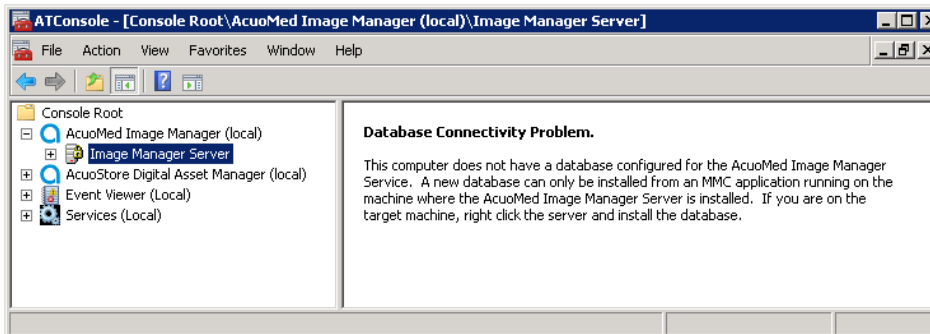 ATConsole - [Console Root\AcuoMed Image Manager (local)\Image Manager Server]
File Action View Favorites Window Help
Console Root
AcuoMed Image Manager (local)
Image Manager Server
AcuoStore Digital Asset Manager (local)
Event Viewer (Local)
Services (Local)
Database Connectivity Problem.
This computer does not have a database configured for the AcuoMed Image Manager
Service. A new database can only be installed from an MMC application running on the
machine where the AcuoMed Image Manager Server is installed. If you are on the
target machine, right click the server and install the database.